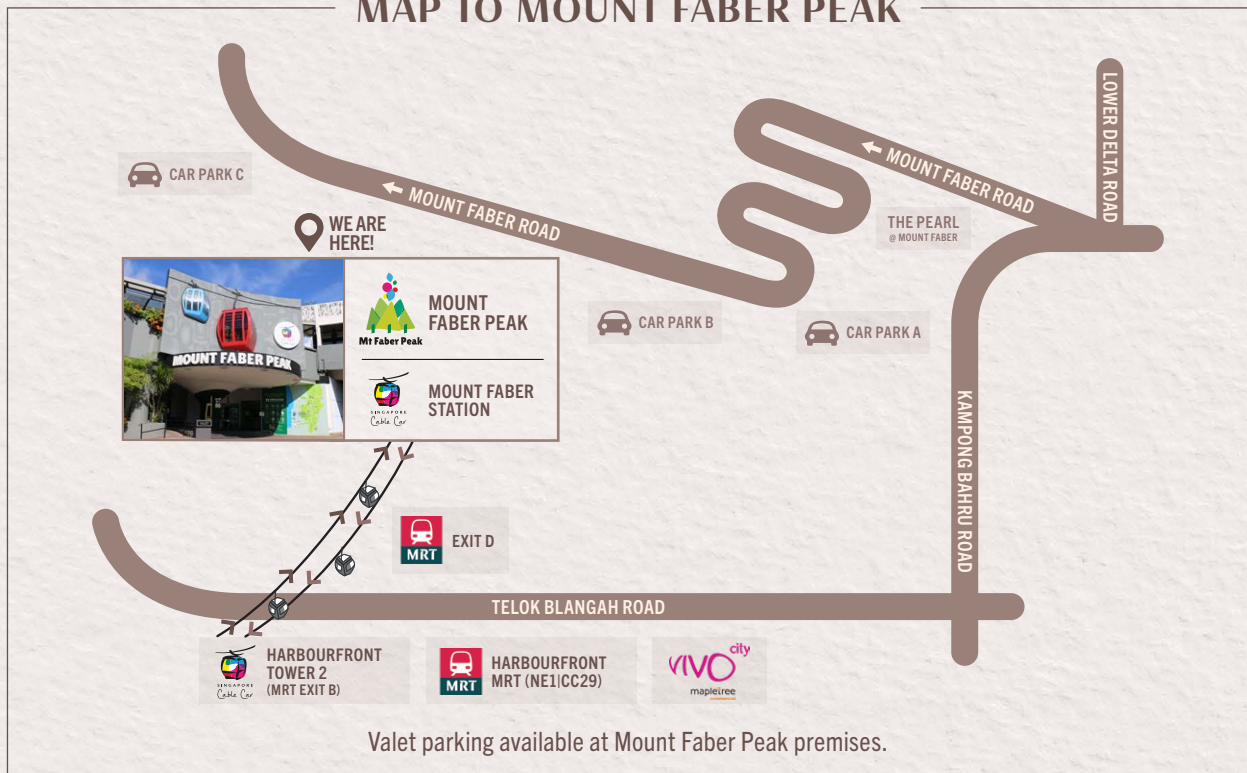 MAP TO MOUNT FABER PEAK
LOWER DELTA ROAD
MOUNT FABER ROAD
CAR PARK C
MOUNT FABER ROAD
THE PEARL
@ MOUNT FABER
WE ARE
HERE!
MOUNT FABER PEAK
Mt Faber Peak
MOUNT
FABER PEAK
CAR PARK B
CAR PARK A
SINGAPORE
Cable Car
MOUNT FABER
STATION
KAMPONG BAHRU ROAD
MRT
EXIT D
TELOK BLANGAH ROAD
SINGAPORE
Cable Car
HARBOURFRONT
TOWER 2
(MRT EXIT B)
MRT
HARBOURFRONT
MRT (NE1|CC29)
VIVO city
mapletree
Valet parking available at Mount Faber Peak premises.